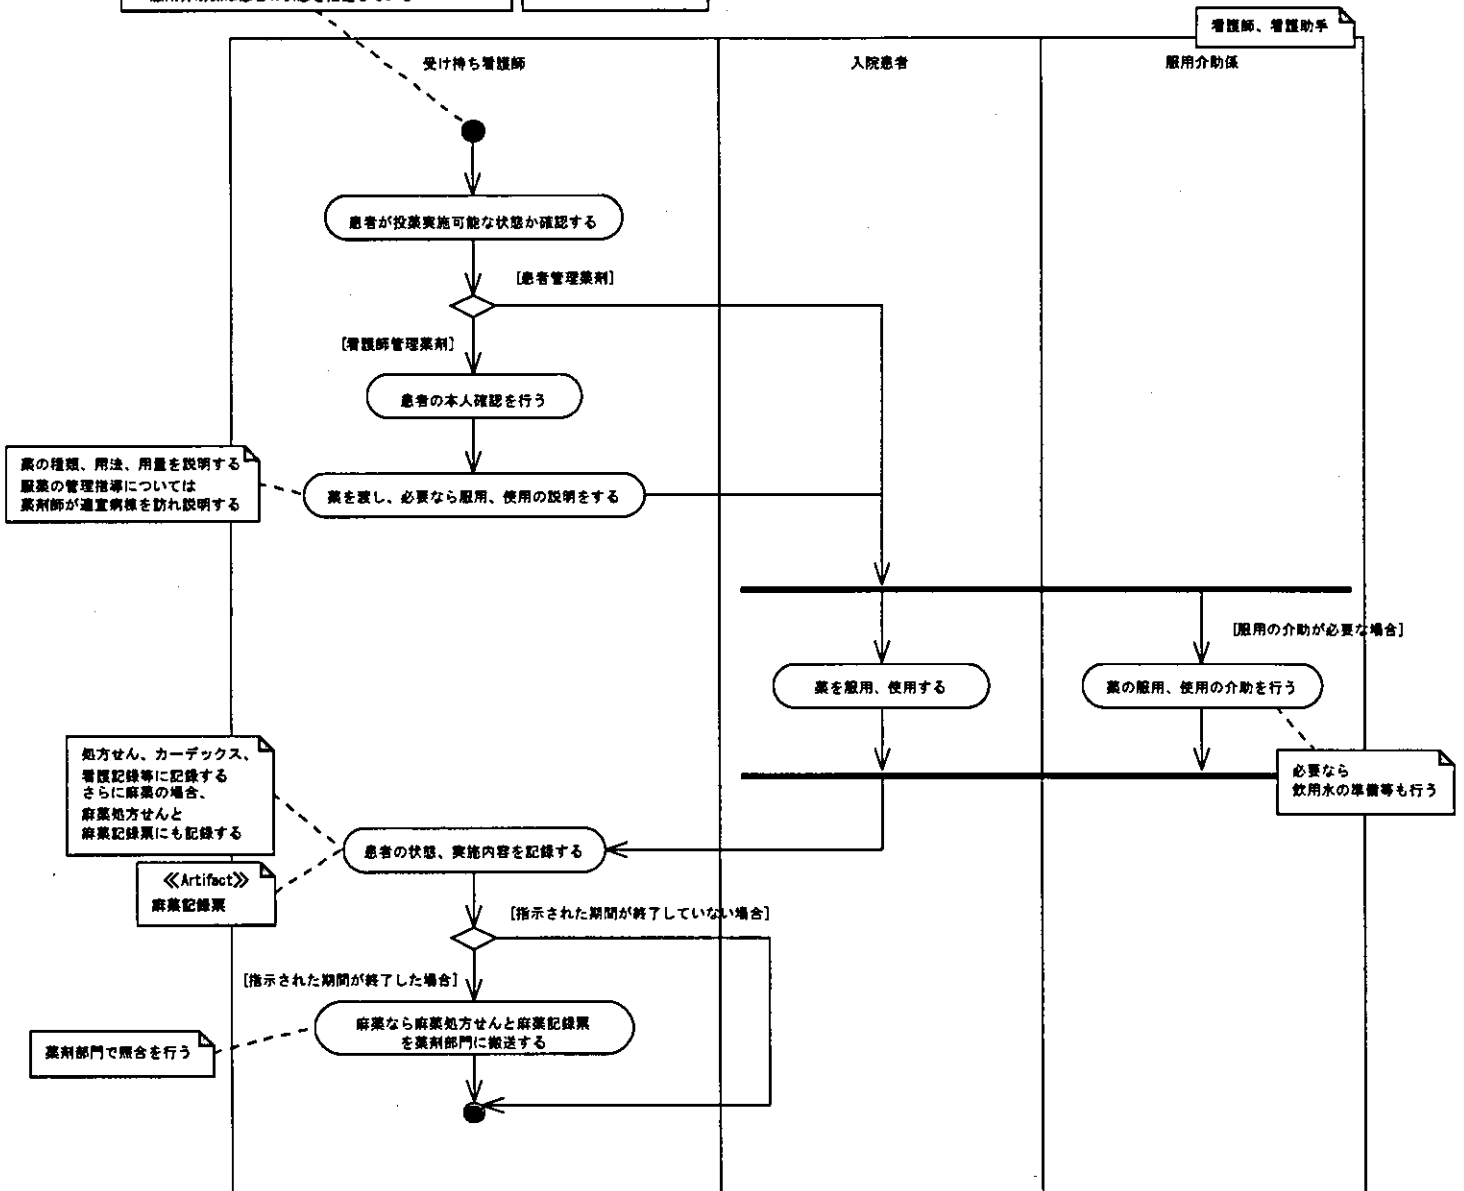 看護師、看護助手
受け持ち看護師
入院患者
服用介助係
患者が投薬実施可能な状態か確認する
[患者管理薬剤]
[看護師管理薬剤]
患者の本人確認を行う
薬の種類、用法、用量を説明する
服薬の管理指導については
薬剤師が適宜病棟を訪れ説明する
薬を渡し、必要なら服用、使用の説明をする
[服用の介助が必要な場合]
薬を服用、使用する
薬の服用、使用の介助を行う
処方せん、カーデックス、
看護記録等に記録する
さらに麻薬の場合、
麻薬処方せんと
麻薬記録票にも記録する
必要なら
飲用水の準備等も行う
患者の状態、実施内容を記録する
≪Artifact≫
麻薬記録票
[指示された期間が終了していない場合]
[指示された期間が終了した場合]
麻薬なら麻薬処方せんと麻薬記録票
を薬剤部門に搬送する
薬剤部門で照合を行う